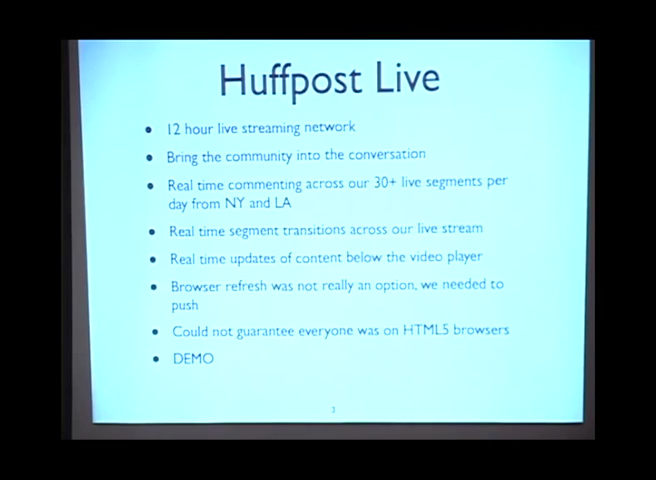 Huffpost Live
• 12 hour live streaming network
• Bring the community into the conversation
• Real time commenting across our 30+ live segments per
day from NY and LA
• Real time segment transitions across our live stream
• Real time updates of content below the video player
• Browser refresh was not really an option, we needed to
push
• Could not guarantee everyone was on HTML5 browsers
• DEMO
3